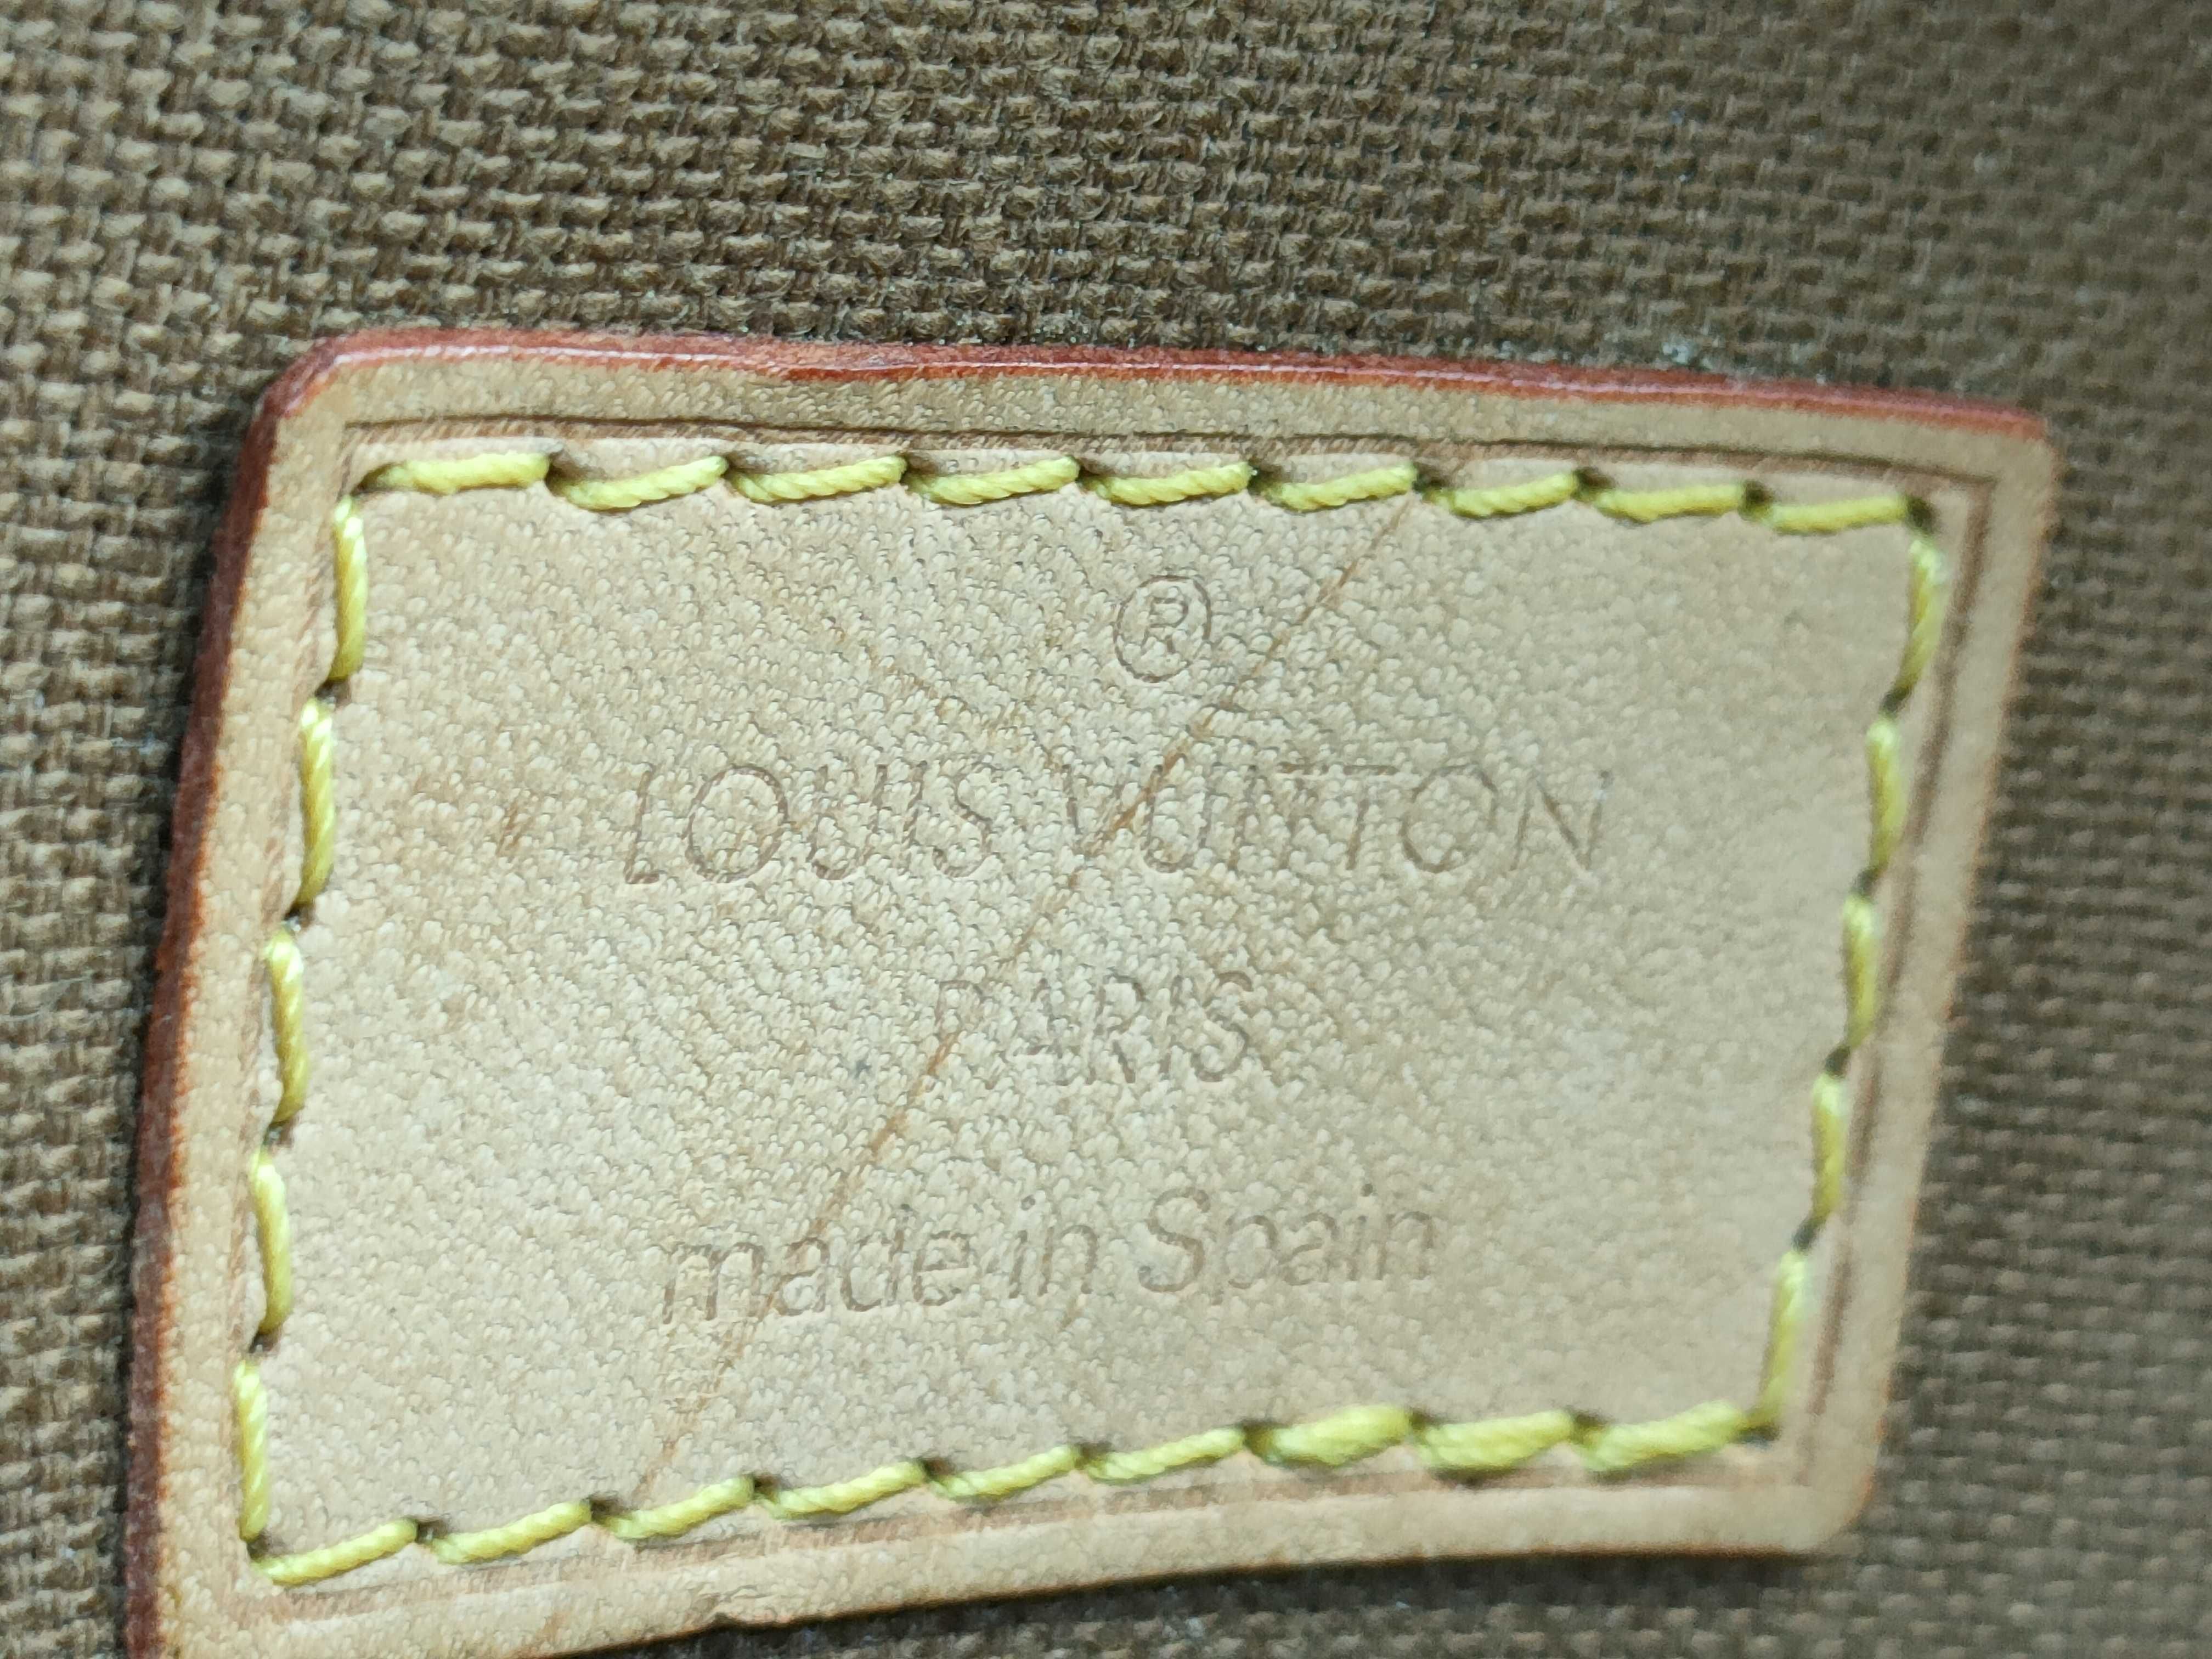 ®
LOUIS VUITTON
PARIS
made in Spain